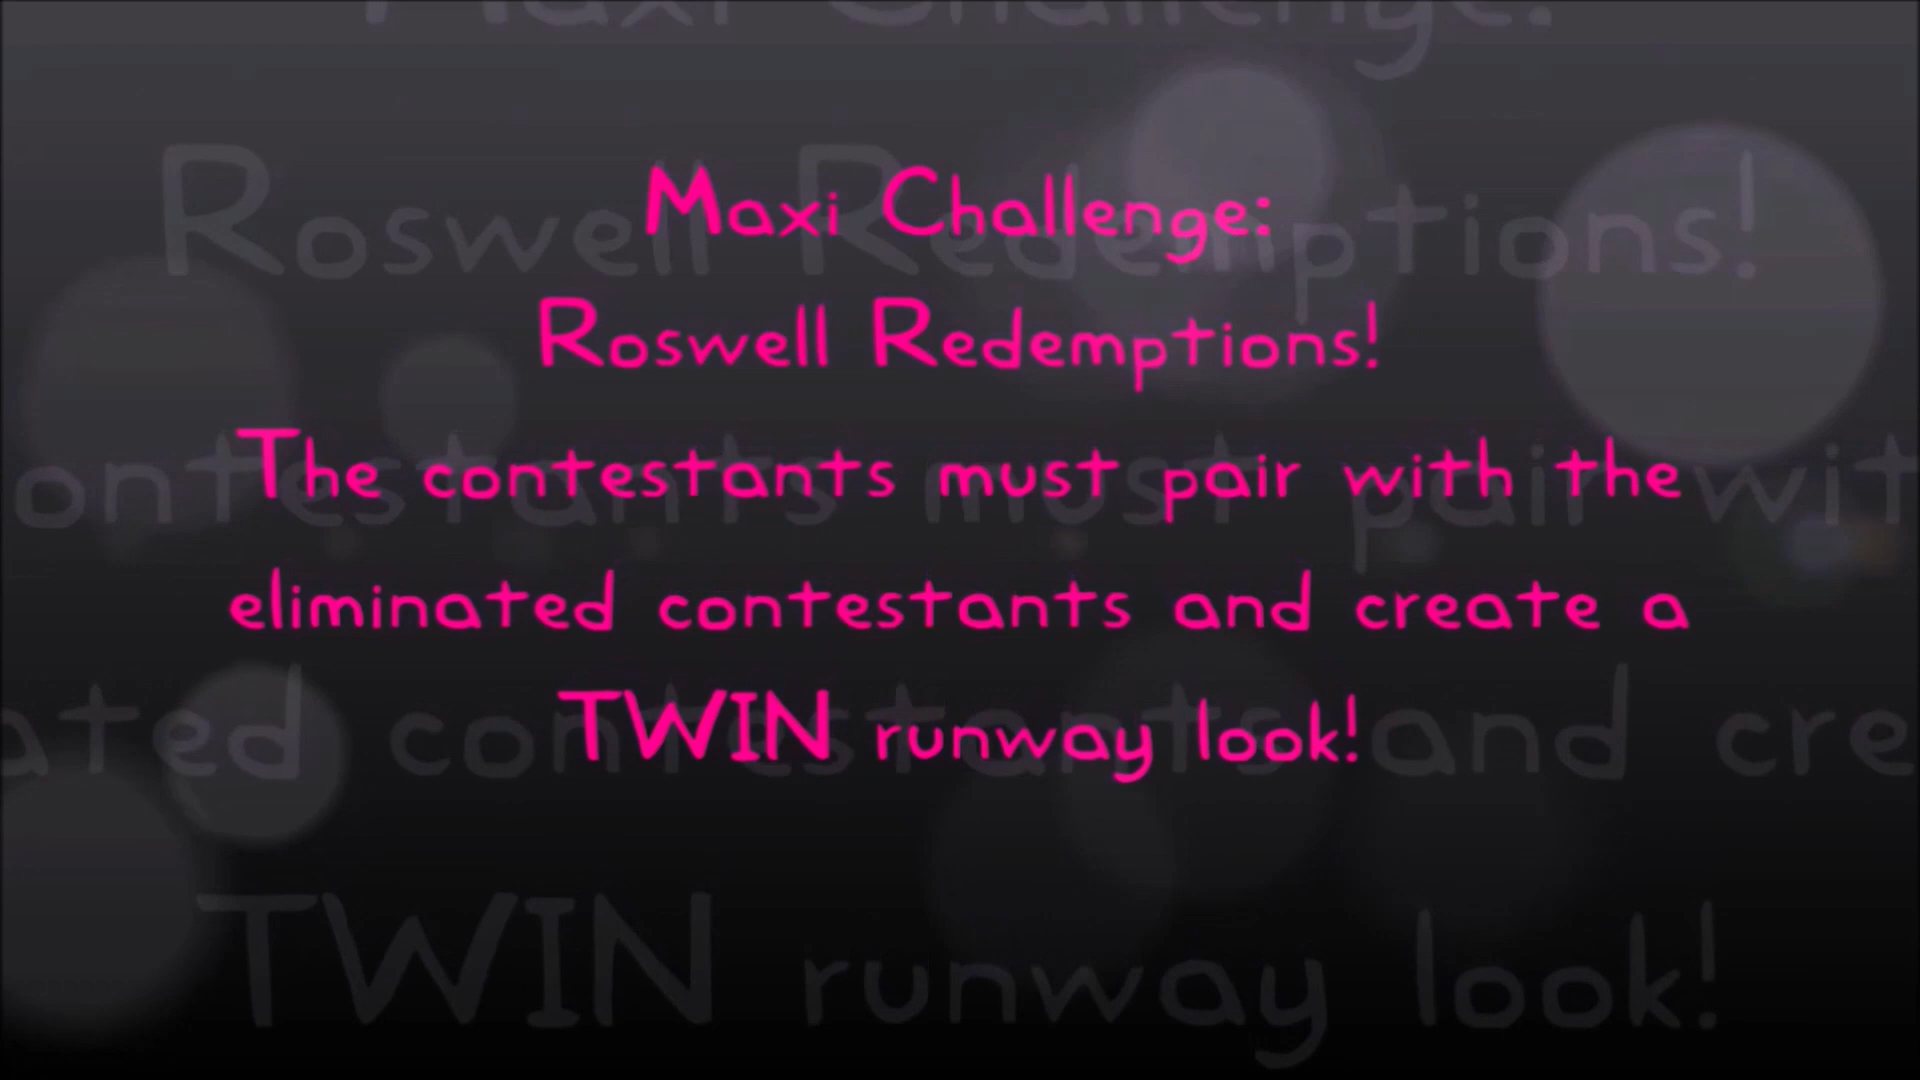 Maxi Challenge:
Roswell Redemptions!
The contestants must pair with the
eliminated contestants and create a
TWIN runway look!